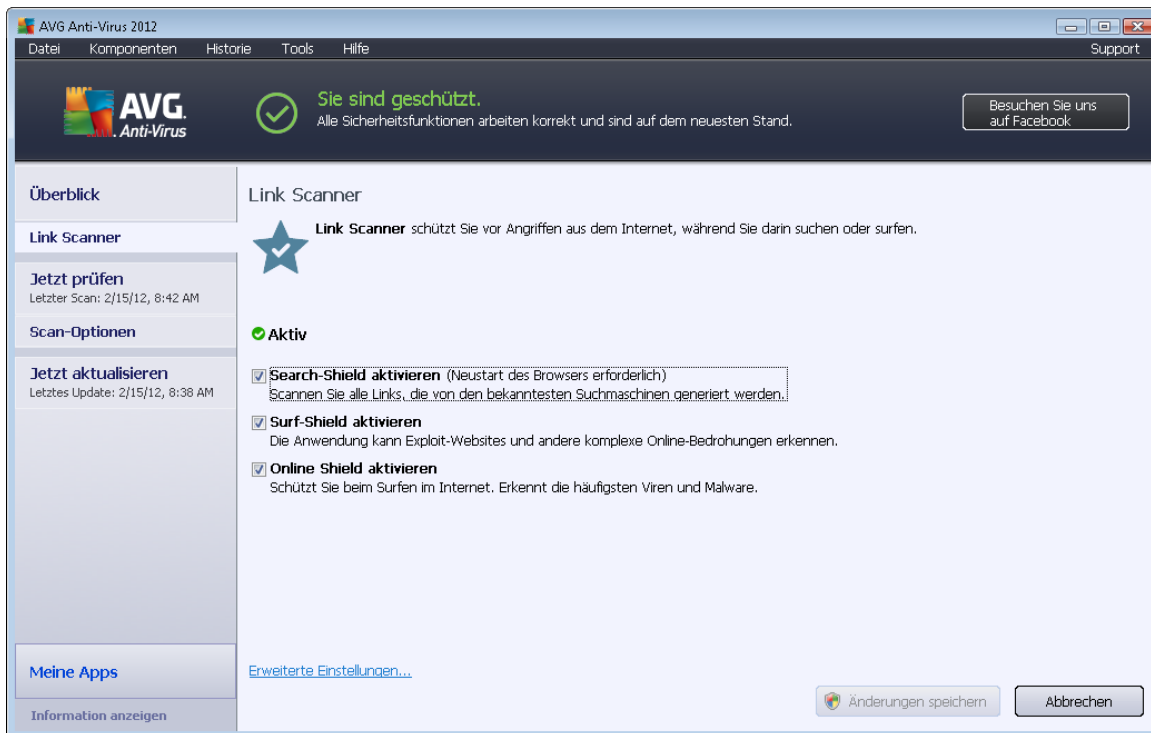 AVG Anti-Virus 2012
Datei Komponenten Historie Tools Hilfe Support
AVG.
Anti-Virus
Sie sind geschützt.
Alle Sicherheitsfunktionen arbeiten korrekt und sind auf dem neuesten Stand.
Besuchen Sie uns
auf Facebook
Überblick
Link Scanner
Jetzt prüfen
Letzter Scan: 2/15/12, 8:42 AM
Scan-Optionen
Jetzt aktualisieren
Letztes Update: 2/15/12, 8:38 AM
Meine Apps
Information anzeigen
Link Scanner
Link Scanner schützt Sie vor Angriffen aus dem Internet, während Sie darin suchen oder surfen.
Aktiv
Search-Shield aktivieren (Neustart des Browsers erforderlich)
Scannen Sie alle Links, die von den bekanntesten Suchmaschinen generiert werden.
Surf-Shield aktivieren
Die Anwendung kann Exploit-Websites und andere komplexe Online-Bedrohungen erkennen.
Online Shield aktivieren
Schützt Sie beim Surfen im Internet. Erkennt die häufigsten Viren und Malware.
Erweiterte Einstellungen...
Änderungen speichern
Abbrechen